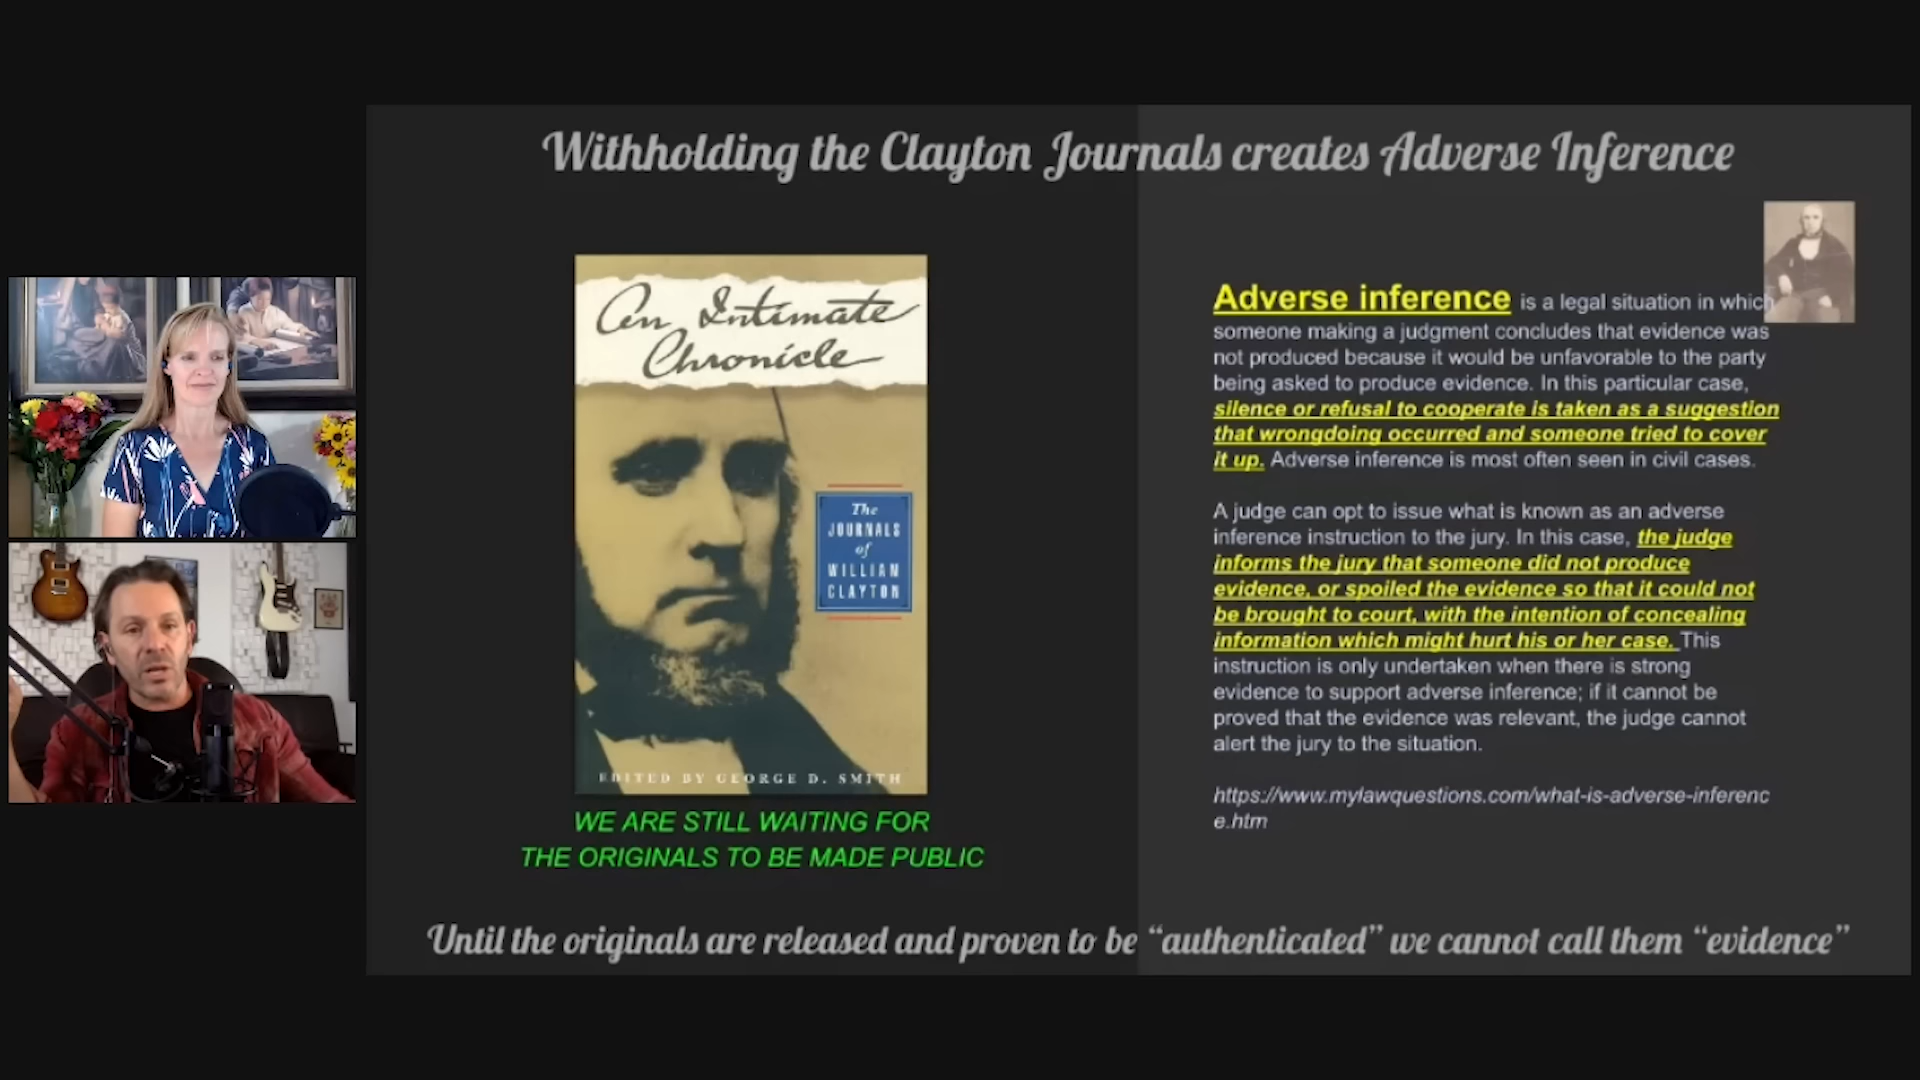 Withholding the Clayton Journals creates Adverse Inference
An Intimate
Chronicle
The
JOURNALS
of
WILLIAM
CLAYTON
EDITED BY GEORGE D. SMITH
WE ARE STILL WAITING FOR
THE ORIGINALS TO BE MADE PUBLIC
Adverse inference is a legal situation in which
someone making a judgment concludes that evidence was
not produced because it would be unfavorable to the party
being asked to produce evidence. In this particular case,
silence or refusal to cooperate is taken as a suggestion
that wrongdoing occurred and someone tried to cover
it up. Adverse inference is most often seen in civil cases.
A judge can opt to issue what is known as an adverse
inference instruction to the jury. In this case, the judge
informs the jury that someone did not produce
evidence, or spoiled the evidence so that it could not
be brought to court, with the intention of concealing
information which might hurt his or her case. This
instruction is only undertaken when there is strong
evidence to support adverse inference; if it cannot be
proved that the evidence was relevant, the judge cannot
alert the jury to the situation.
https://www.mylawquestions.com/what-is-adverse-inferenc
e.htm
Until the originals are released and proven to be “authenticated” we cannot call them “evidence”